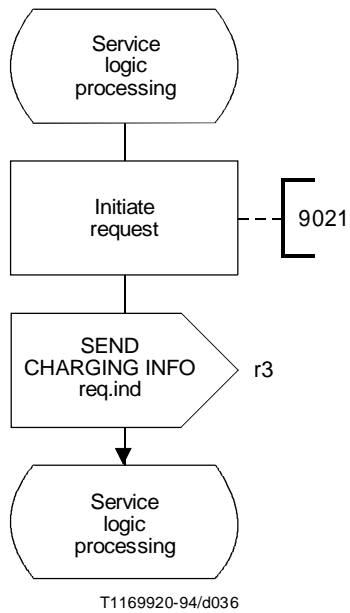 Service
logic
processing
Initiate
request
9021
SEND
CHARGING INFO
req.ind
r3
Service
logic
processing
T1169920-94/d036